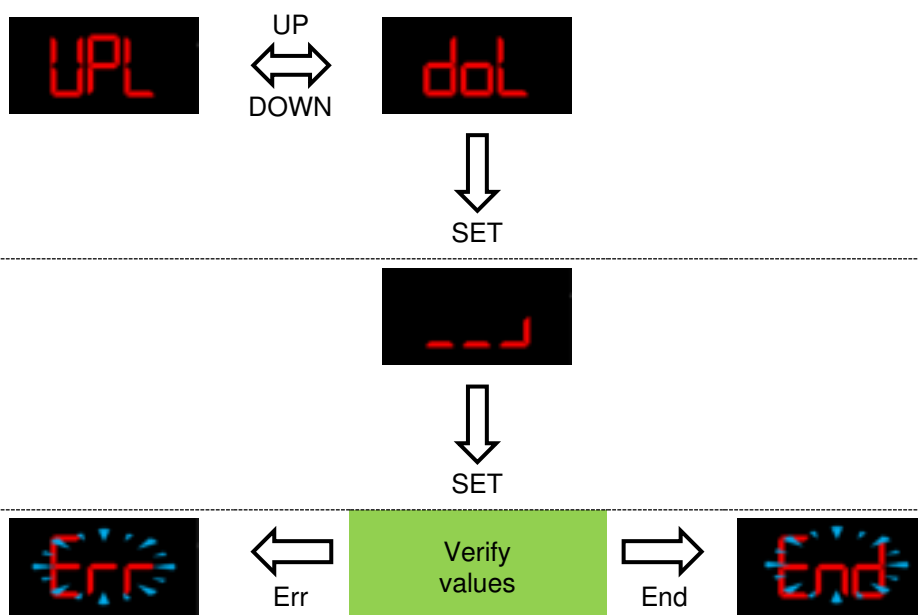 UP
UPL
doL
DOWN
SET
_ _ ┘
SET
Err
Verify
values
End
Err
End